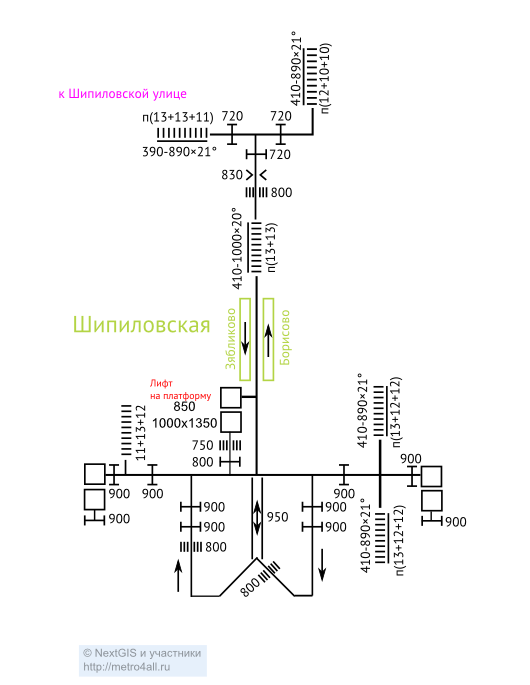 410-890×21°
п(12+10+10)
к Шипиловской улице
п(13+13+11)
720
720
390-890×21°
720
830
800
410-1000×20°
п(13+13)
Шипиловская
Зябликово
Борисово
Лифт
на платформу
850
1000x1350
11+13+12
750
800
410-890×21°
п(13+12+12)
900
900
900
900
900
900
900
950
900
900
410-890×21°
п(13+12+12)
900
800
800
© NextGIS и участники
http://metro4all.ru